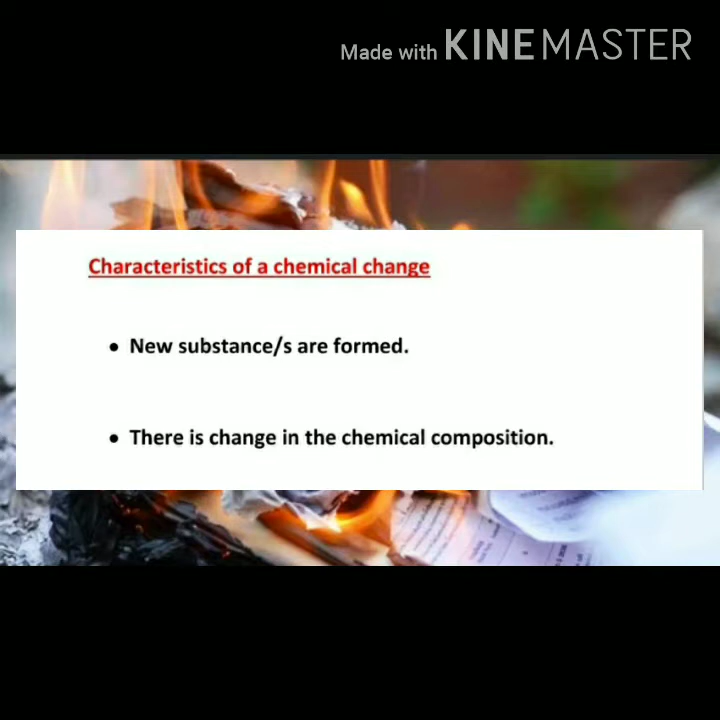 Made with KINEMASTER
Characteristics of a chemical change
• New substance/s are formed.
• There is change in the chemical composition.